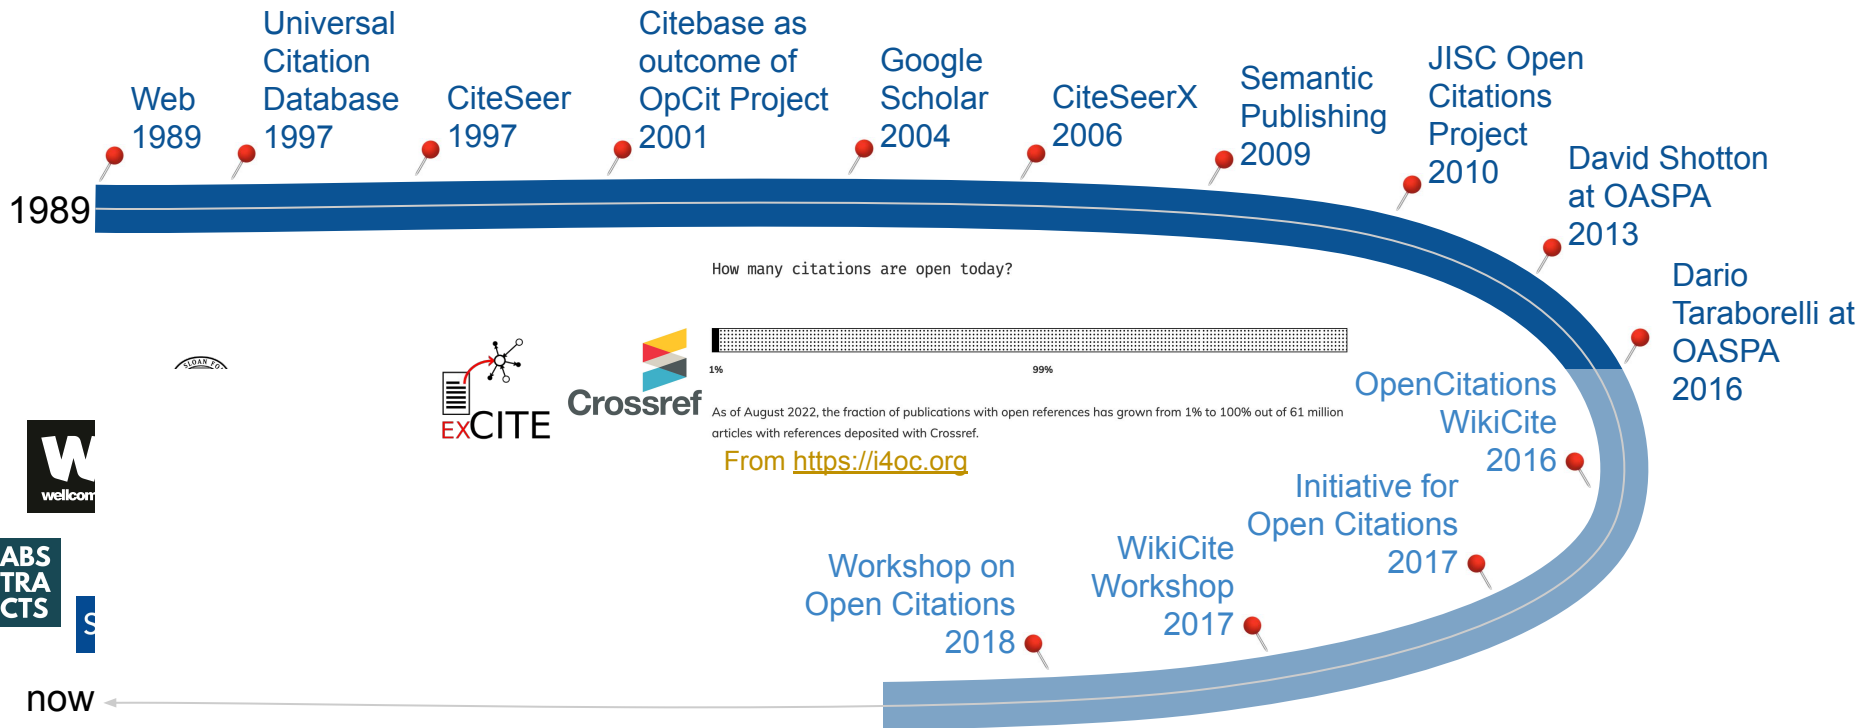 Web
1989
Universal
Citation
Database
1997
CiteSeer
1997
Citebase as
outcome of
OpCit Project
2001
Google
Scholar
2004
CiteSeerX
2006
Semantic
Publishing
2009
JISC Open
Citations
Project
2010
David Shotton
at OASPA
2013
Dario
Taraborelli at
OASPA
2016
1989
How many citations are open today?
1%
99%
SLOAN FO
EXCITE
Crossref
As of August 2022, the fraction of publications with open references has grown from 1% to 100% out of 61 million
articles with references deposited with Crossref.
From https://i4oc.org
OpenCitations
WikiCite
2016
Initiative for
Open Citations
2017
WikiCite
Workshop
2017
Workshop on
Open Citations
2018
W
wellcom
ABS
TRA
CTS
S
now